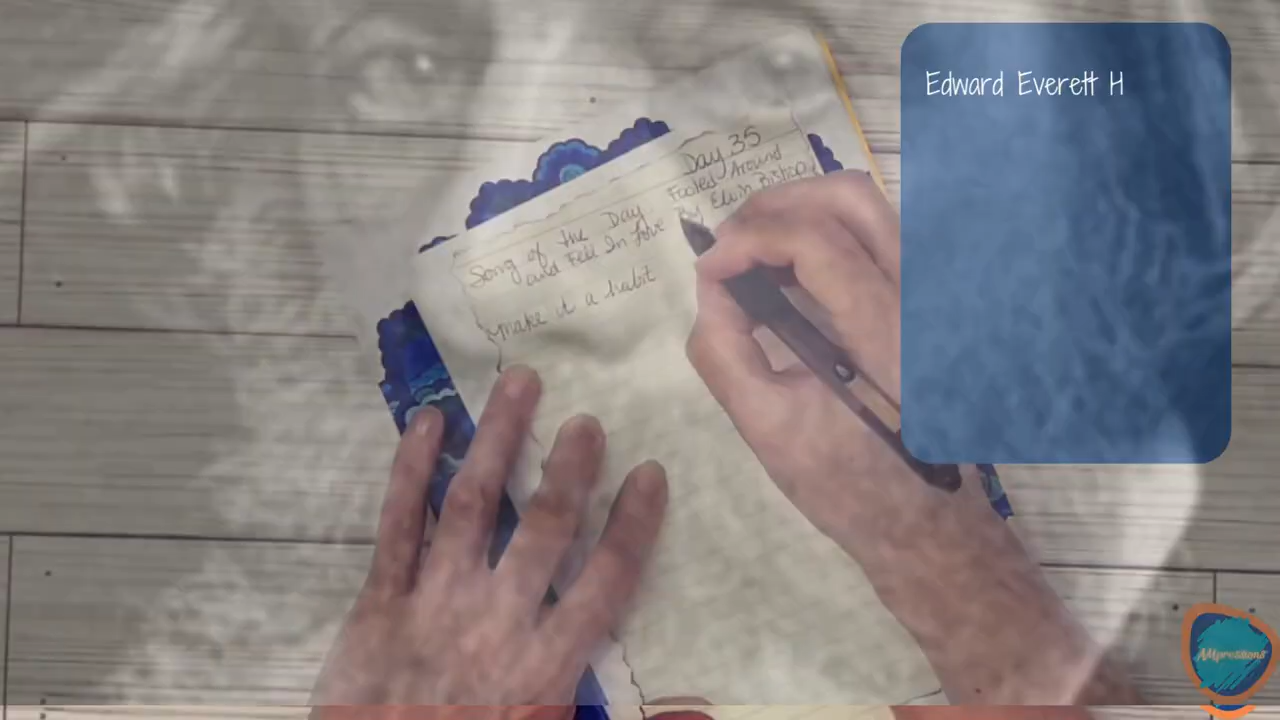 Edward Everett H
Day 35
Song of the Day Fooled Around
and Fell In Love By Elvin Bishop
make it a habit
AMpressions